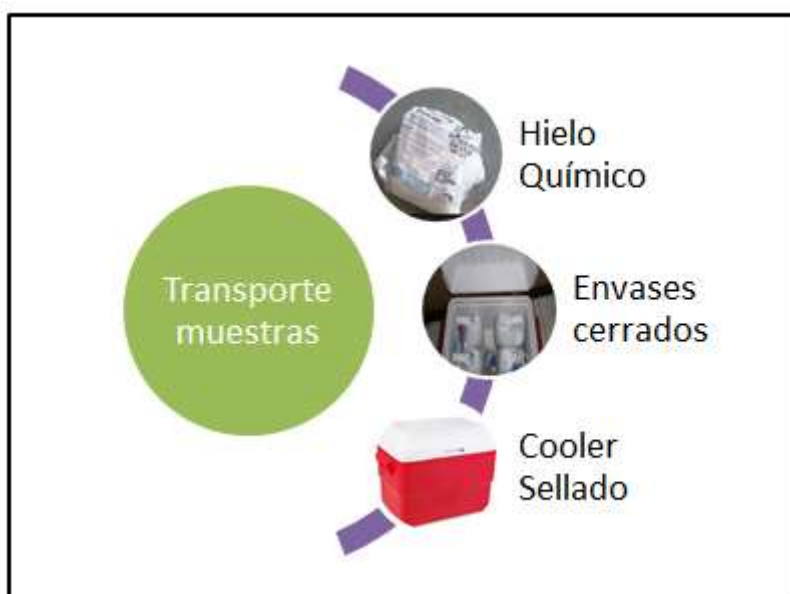 Hielo
Químico
Transporte
muestras
Envases
cerrados
Cooler
Sellado